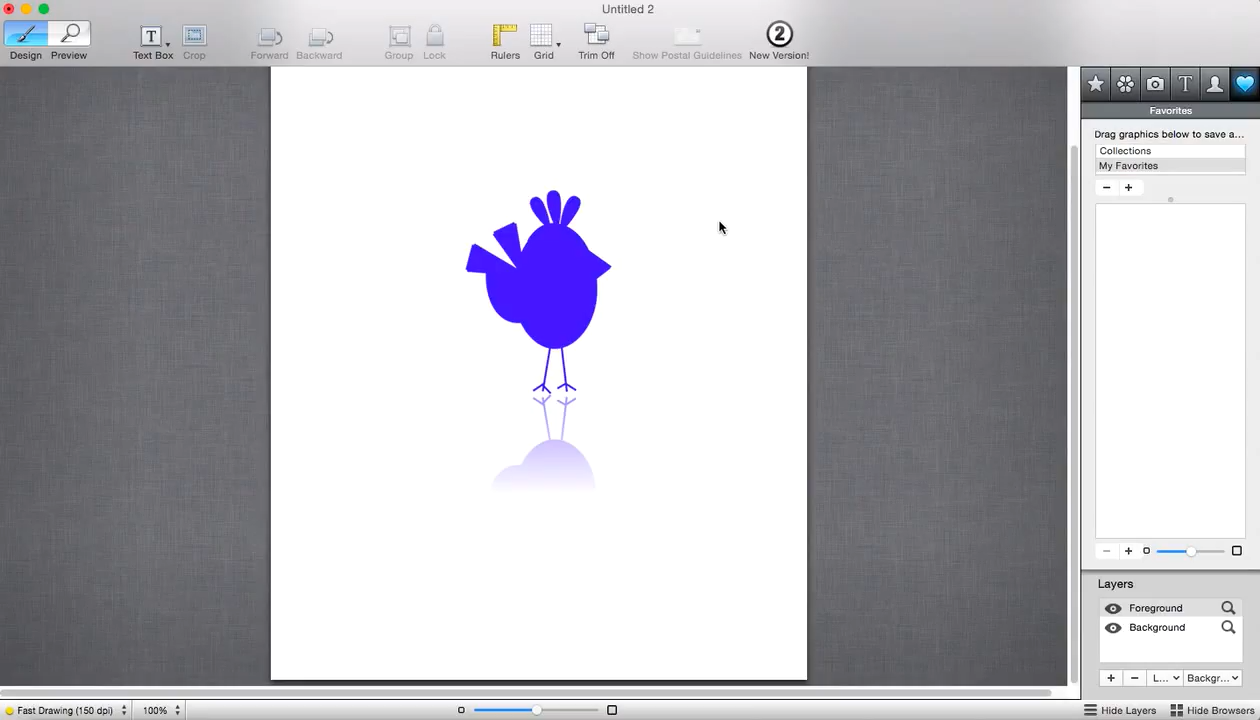 Untitled 2
Design
Preview
T
Text Box
Crop
Forward
Backward
Group
Lock
Rulers
Grid
Trim Off
Show Postal Guidelines
2
New Version!
T
Favorites
Drag graphics below to save a...
Collections
My Favorites
Layers
Foreground
Background
L...
Backgr...
Fast Drawing (150 dpi)
100%
Hide Layers
Hide Browsers